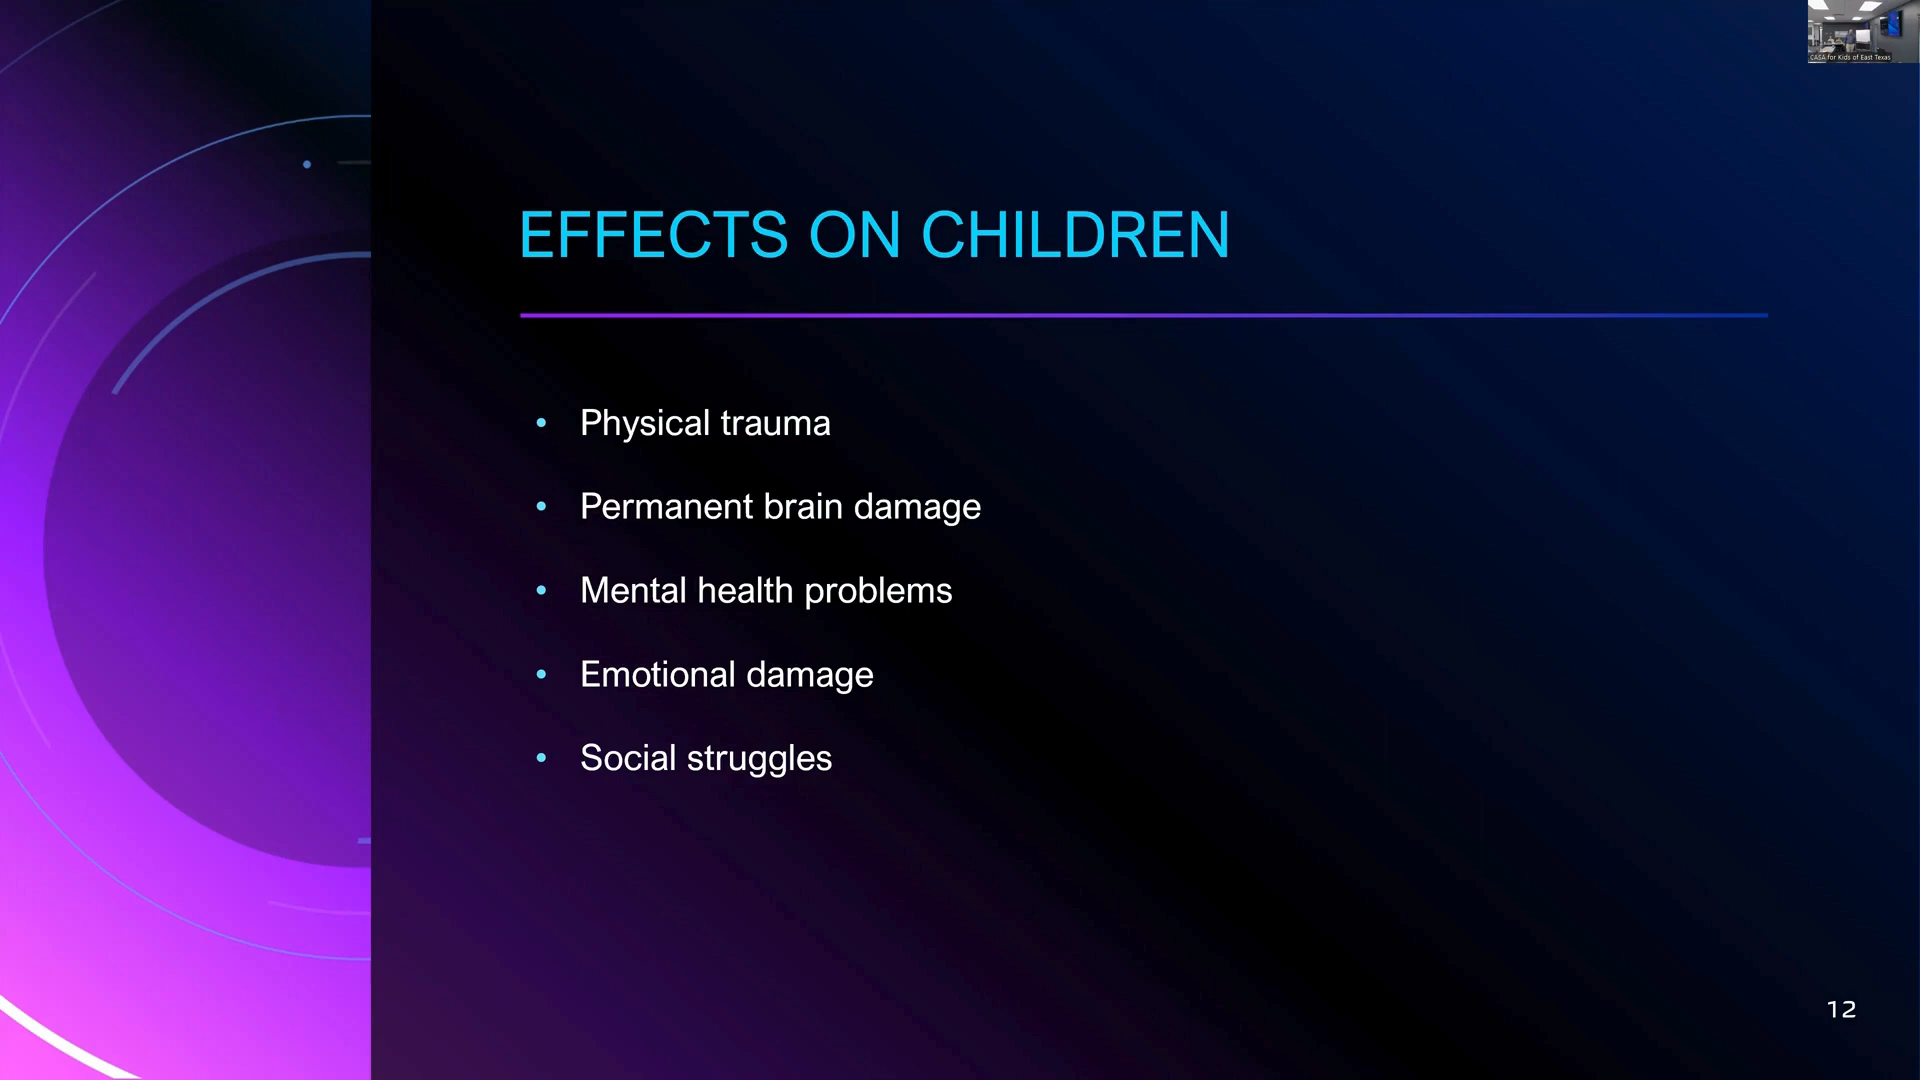 CASA for Kids of East Texas
EFFECTS ON CHILDREN
• Physical trauma
• Permanent brain damage
• Mental health problems
• Emotional damage
• Social struggles
12